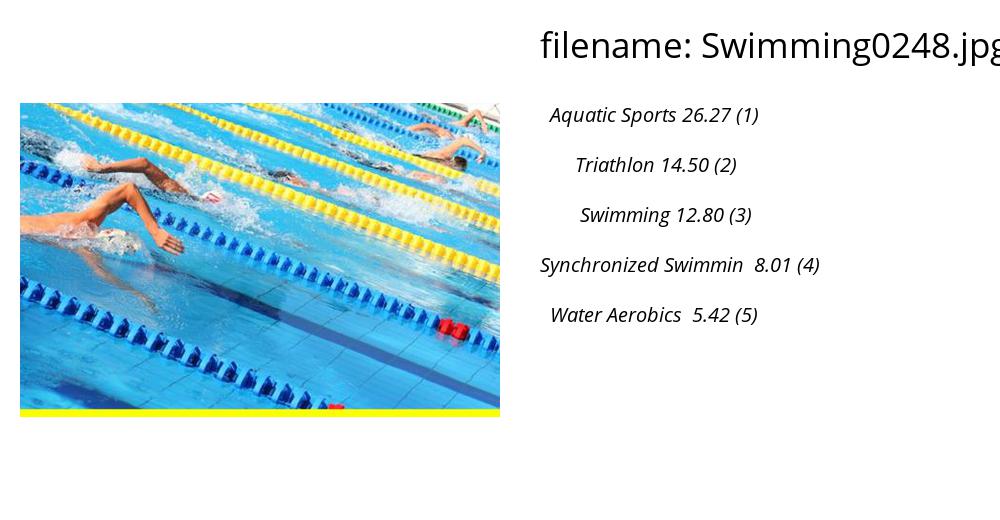 filename: Swimming0248.jpg
Aquatic Sports 26.27 (1)
Triathlon 14.50 (2)
Swimming 12.80 (3)
Synchronized Swimmin 8.01 (4)
Water Aerobics 5.42 (5)